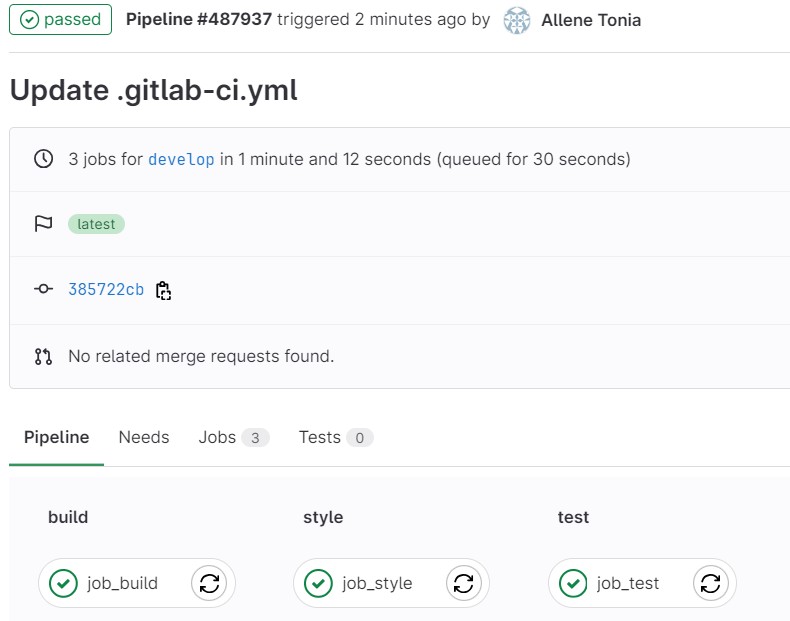 passed Pipeline #487937 triggered 2 minutes ago by Allene Tonia
Update .gitlab-ci.yml
3 jobs for develop in 1 minute and 12 seconds (queued for 30 seconds)
latest
385722cb
No related merge requests found.
Pipeline Needs Jobs 3 Tests 0
build style test
job_build job_style job_test